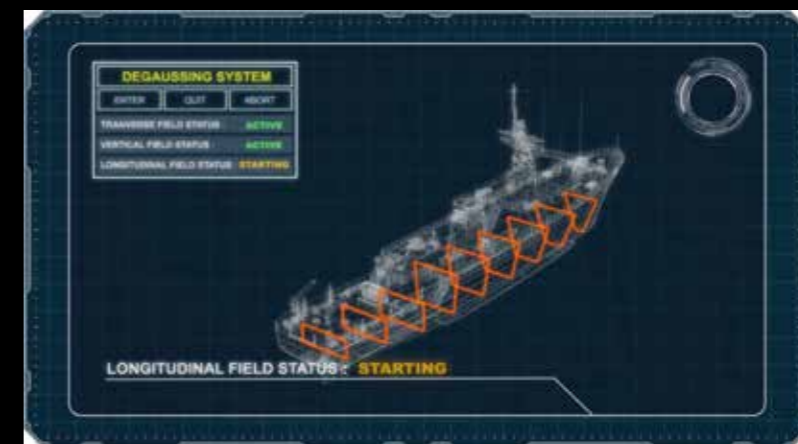 DEGAUSSING SYSTEM
ENTER QUIT ABORT
TRANVERSE FIELD STATUS : ACTIVE
VERTICAL FIELD STATUS : ACTIVE
LONGITUDINAL FIELD STATUS : STARTING
LONGITUDINAL FIELD STATUS : STARTING